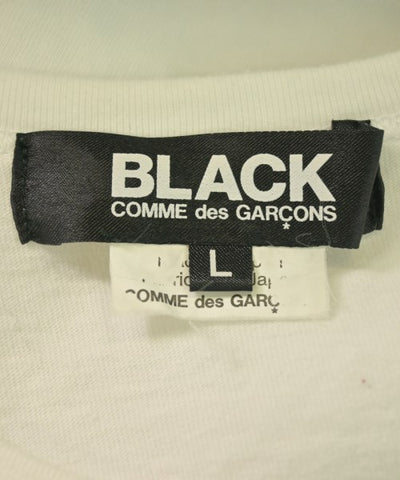 BLACK
COMME des GARÇONS
L
COMME des GARÇ